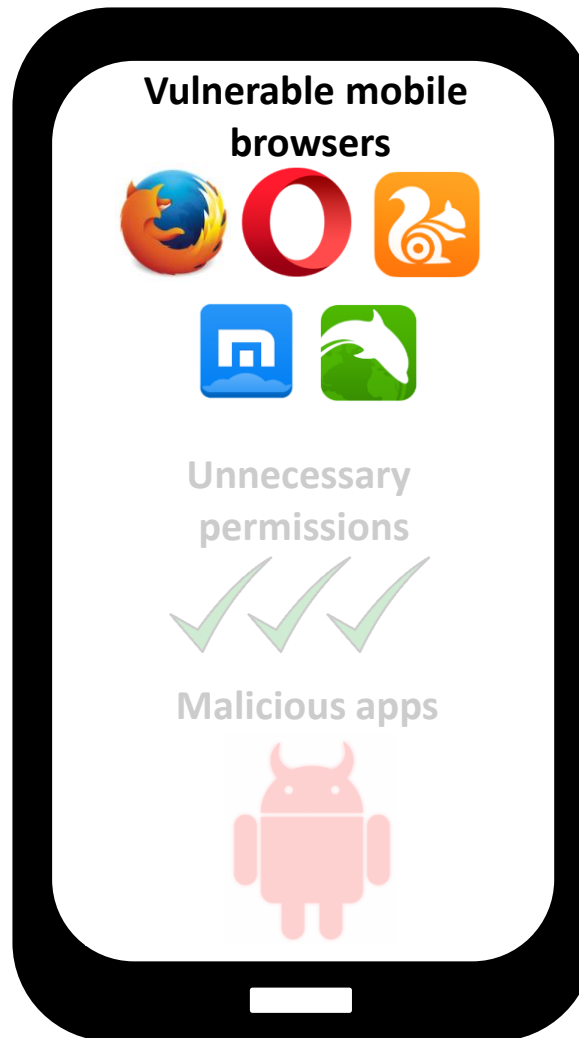 Vulnerable mobile
browsers
Unnecessary
permissions
Malicious apps